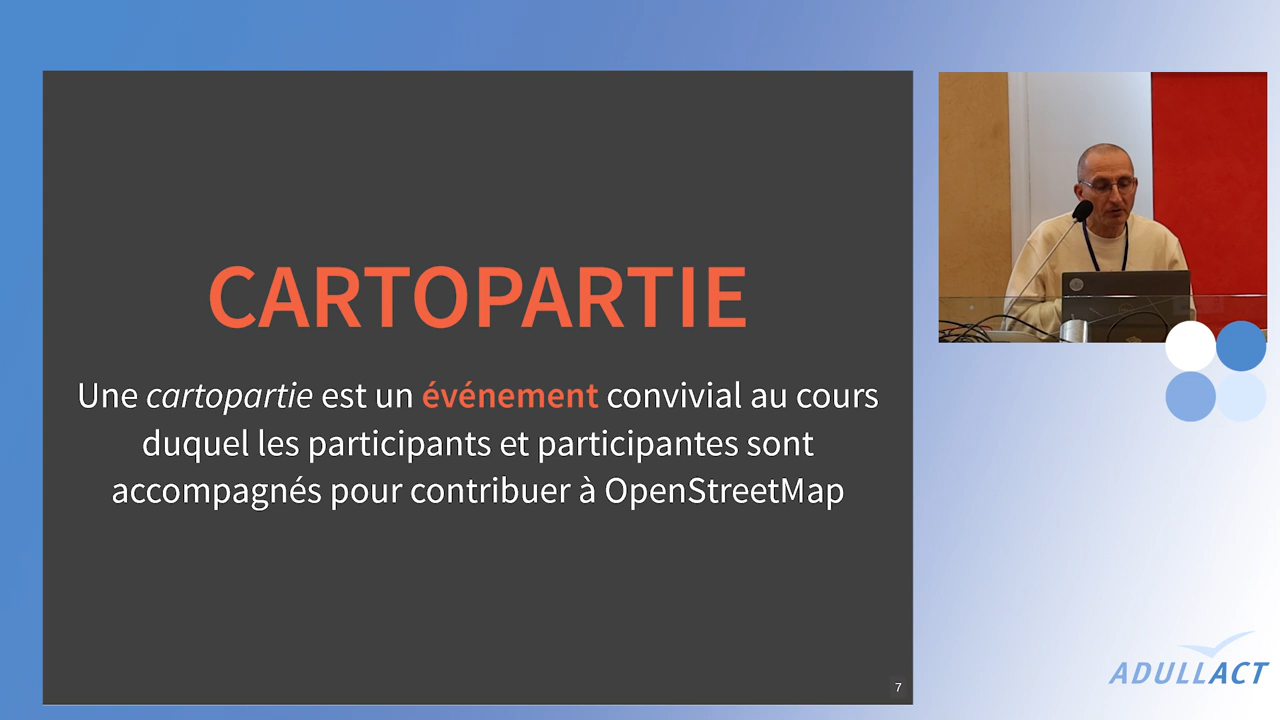 CARTOPARTIE
Une cartopartie est un événement convivial au cours
duquel les participants et participantes sont
accompagnés pour contribuer à OpenStreetMap
7
ADULLACT